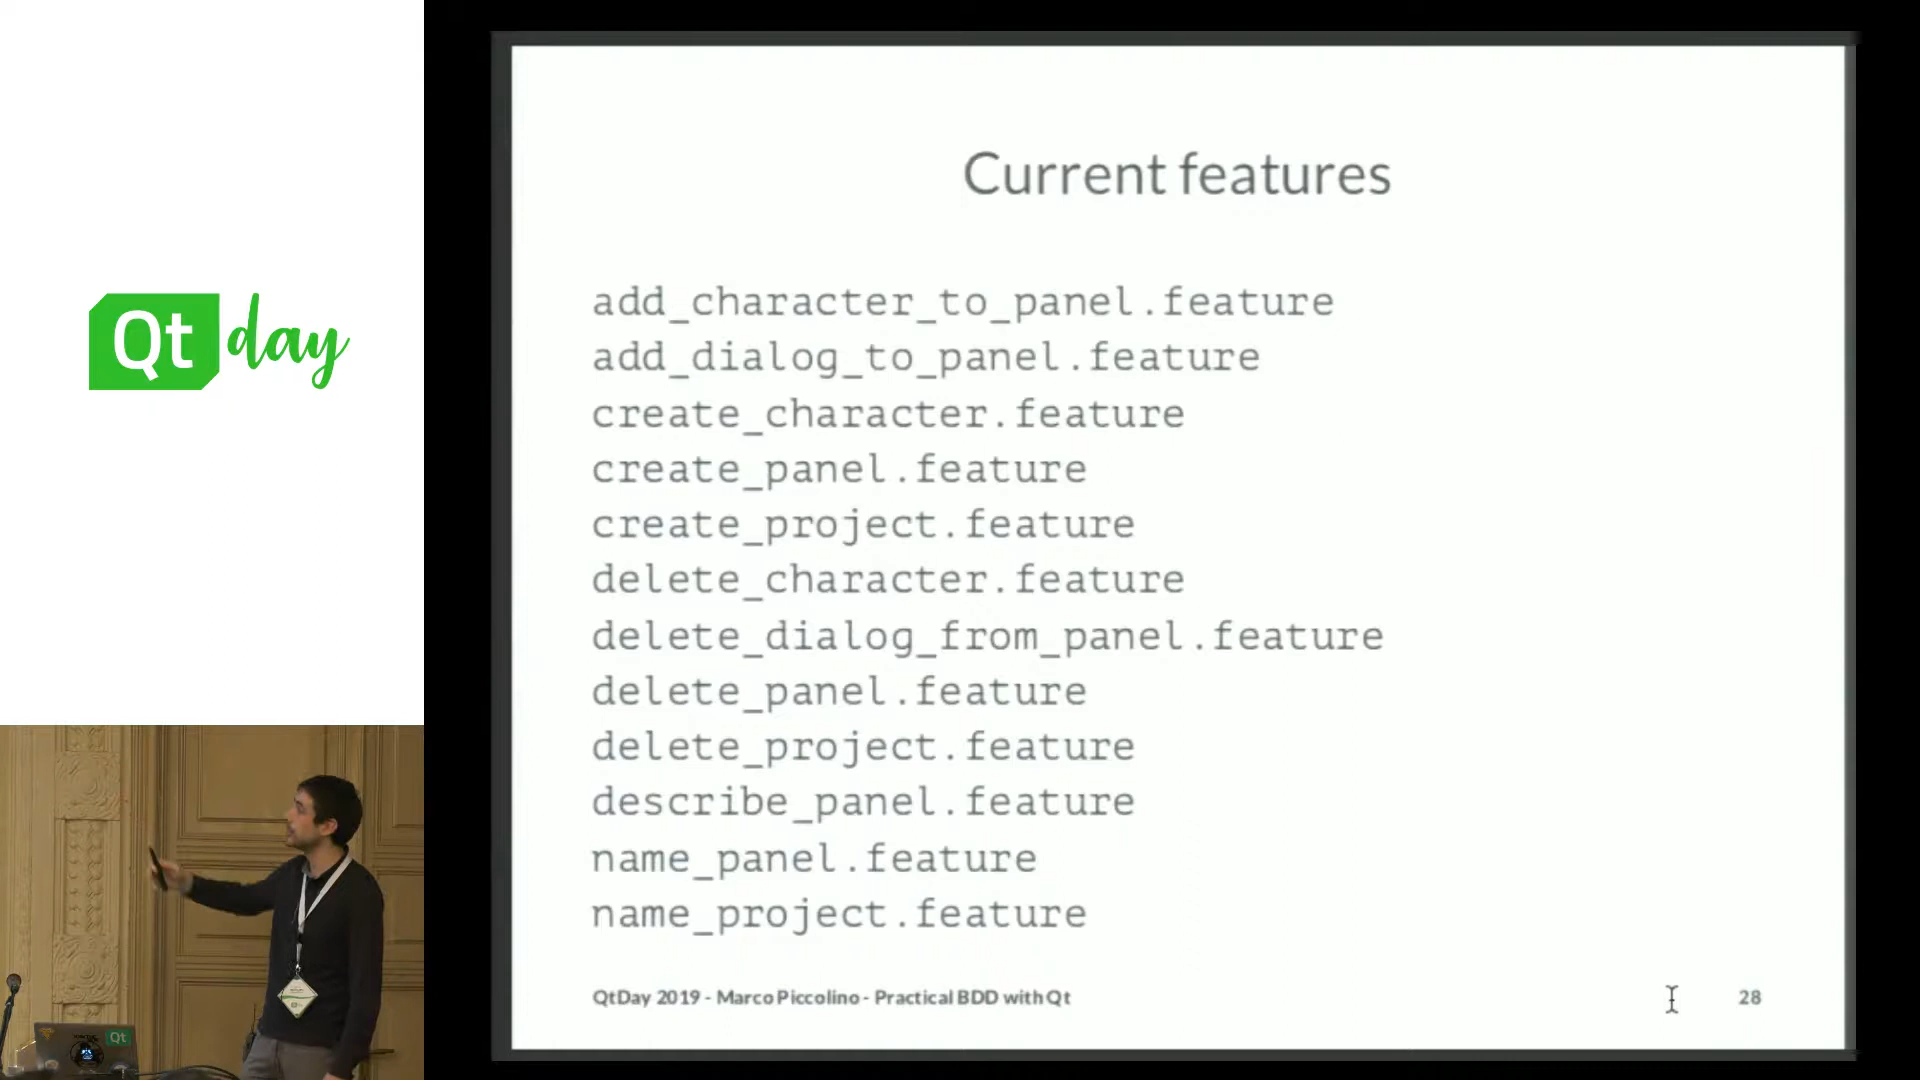 Qt day
Current features
add_character_to_panel.feature
add_dialog_to_panel.feature
create_character.feature
create_panel.feature
create_project.feature
delete_character.feature
delete_dialog_from_panel.feature
delete_panel.feature
delete_project.feature
describe_panel.feature
name_panel.feature
name_project.feature
QtDay 2019 - Marco Piccolino - Practical BDD with Qt
28
Qt